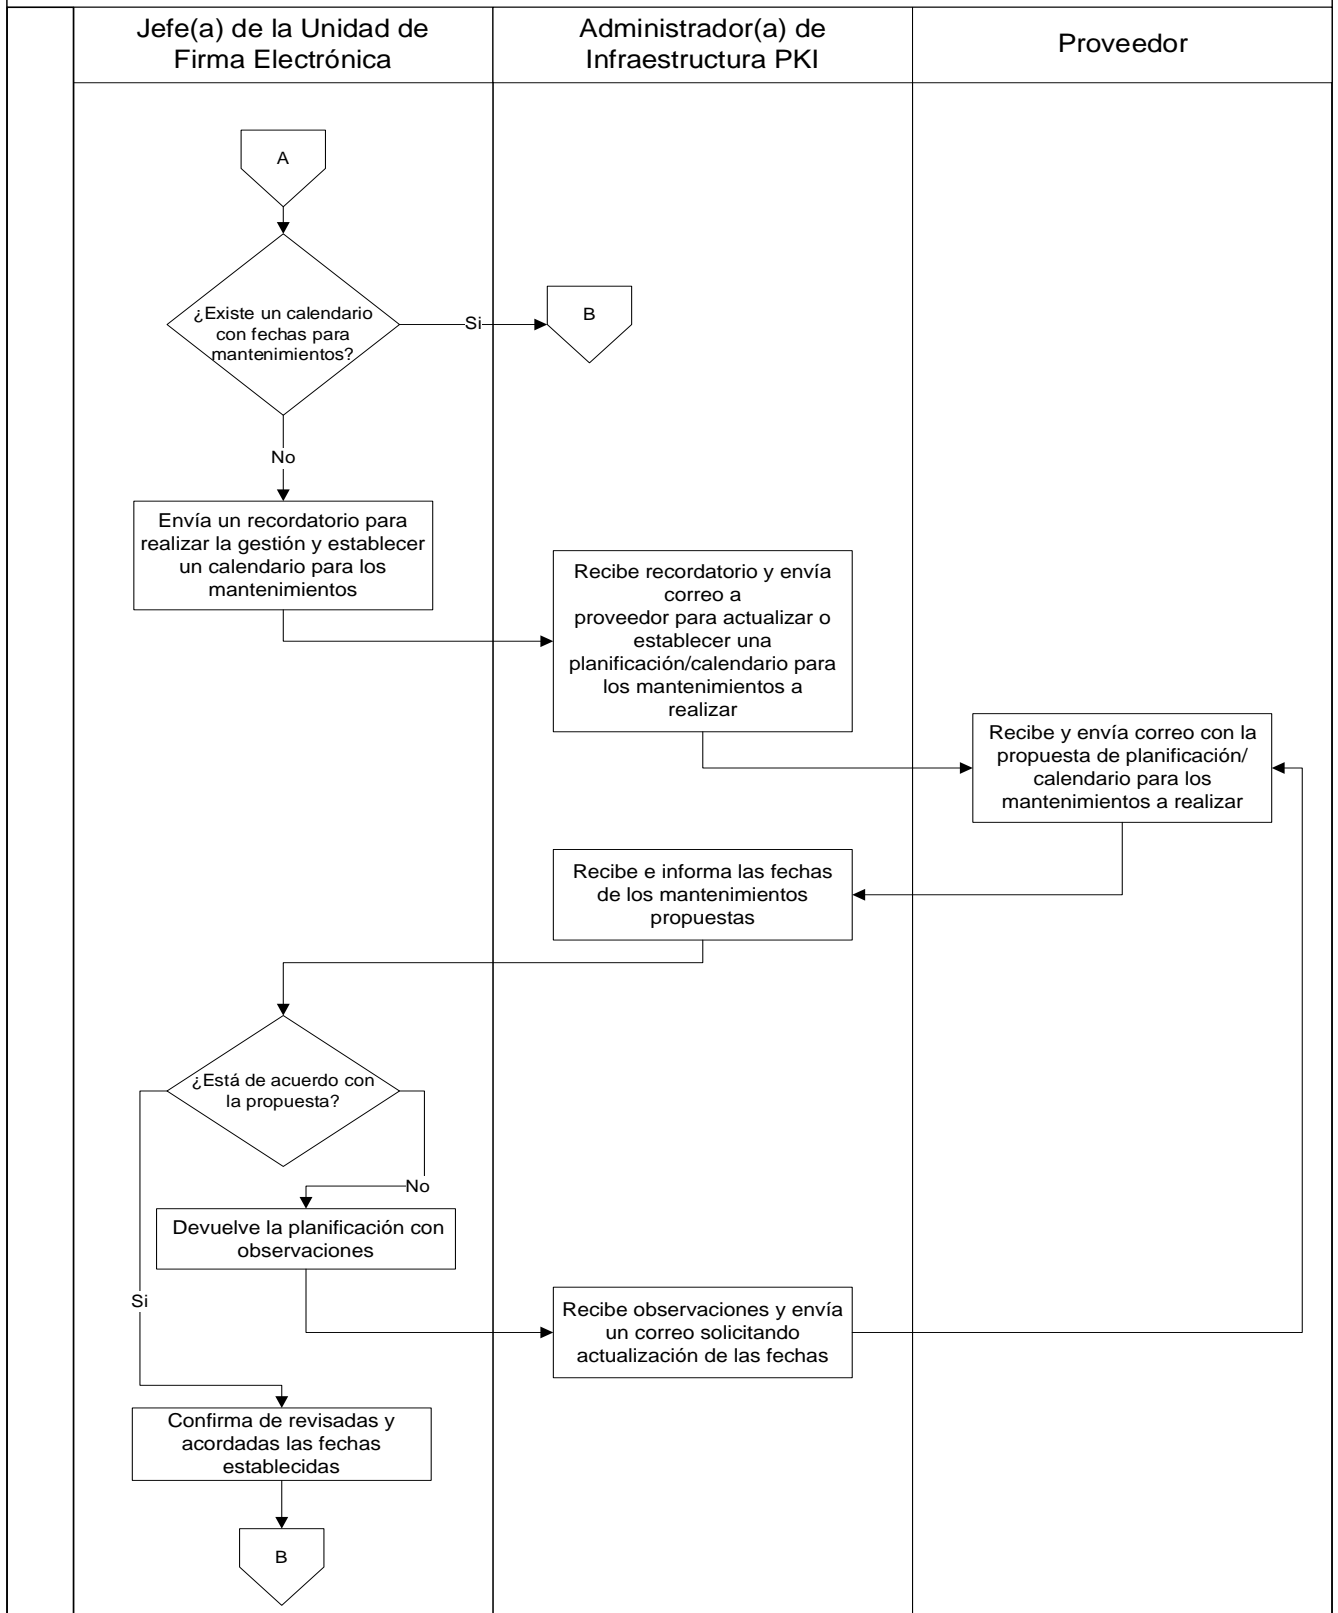 Jefe(a) de la Unidad de
Firma Electrónica
Administrador(a) de
Infraestructura PKI
Proveedor
A
¿Existe un calendario
con fechas para
mantenimientos?
Si
B
No
Envía un recordatorio para
realizar la gestión y establecer
un calendario para los
mantenimientos
Recibe recordatorio y envía
correo a
proveedor para actualizar o
establecer una
planificación/calendario para
los mantenimientos a
realizar
Recibe y envía correo con la
propuesta de planificación/
calendario para los
mantenimientos a realizar
Recibe e informa las fechas
de los mantenimientos
propuestas
¿Está de acuerdo con
la propuesta?
No
Devuelve la planificación con
observaciones
Si
Recibe observaciones y envía
un correo solicitando
actualización de las fechas
Confirma de revisadas y
acordadas las fechas
establecidas
B